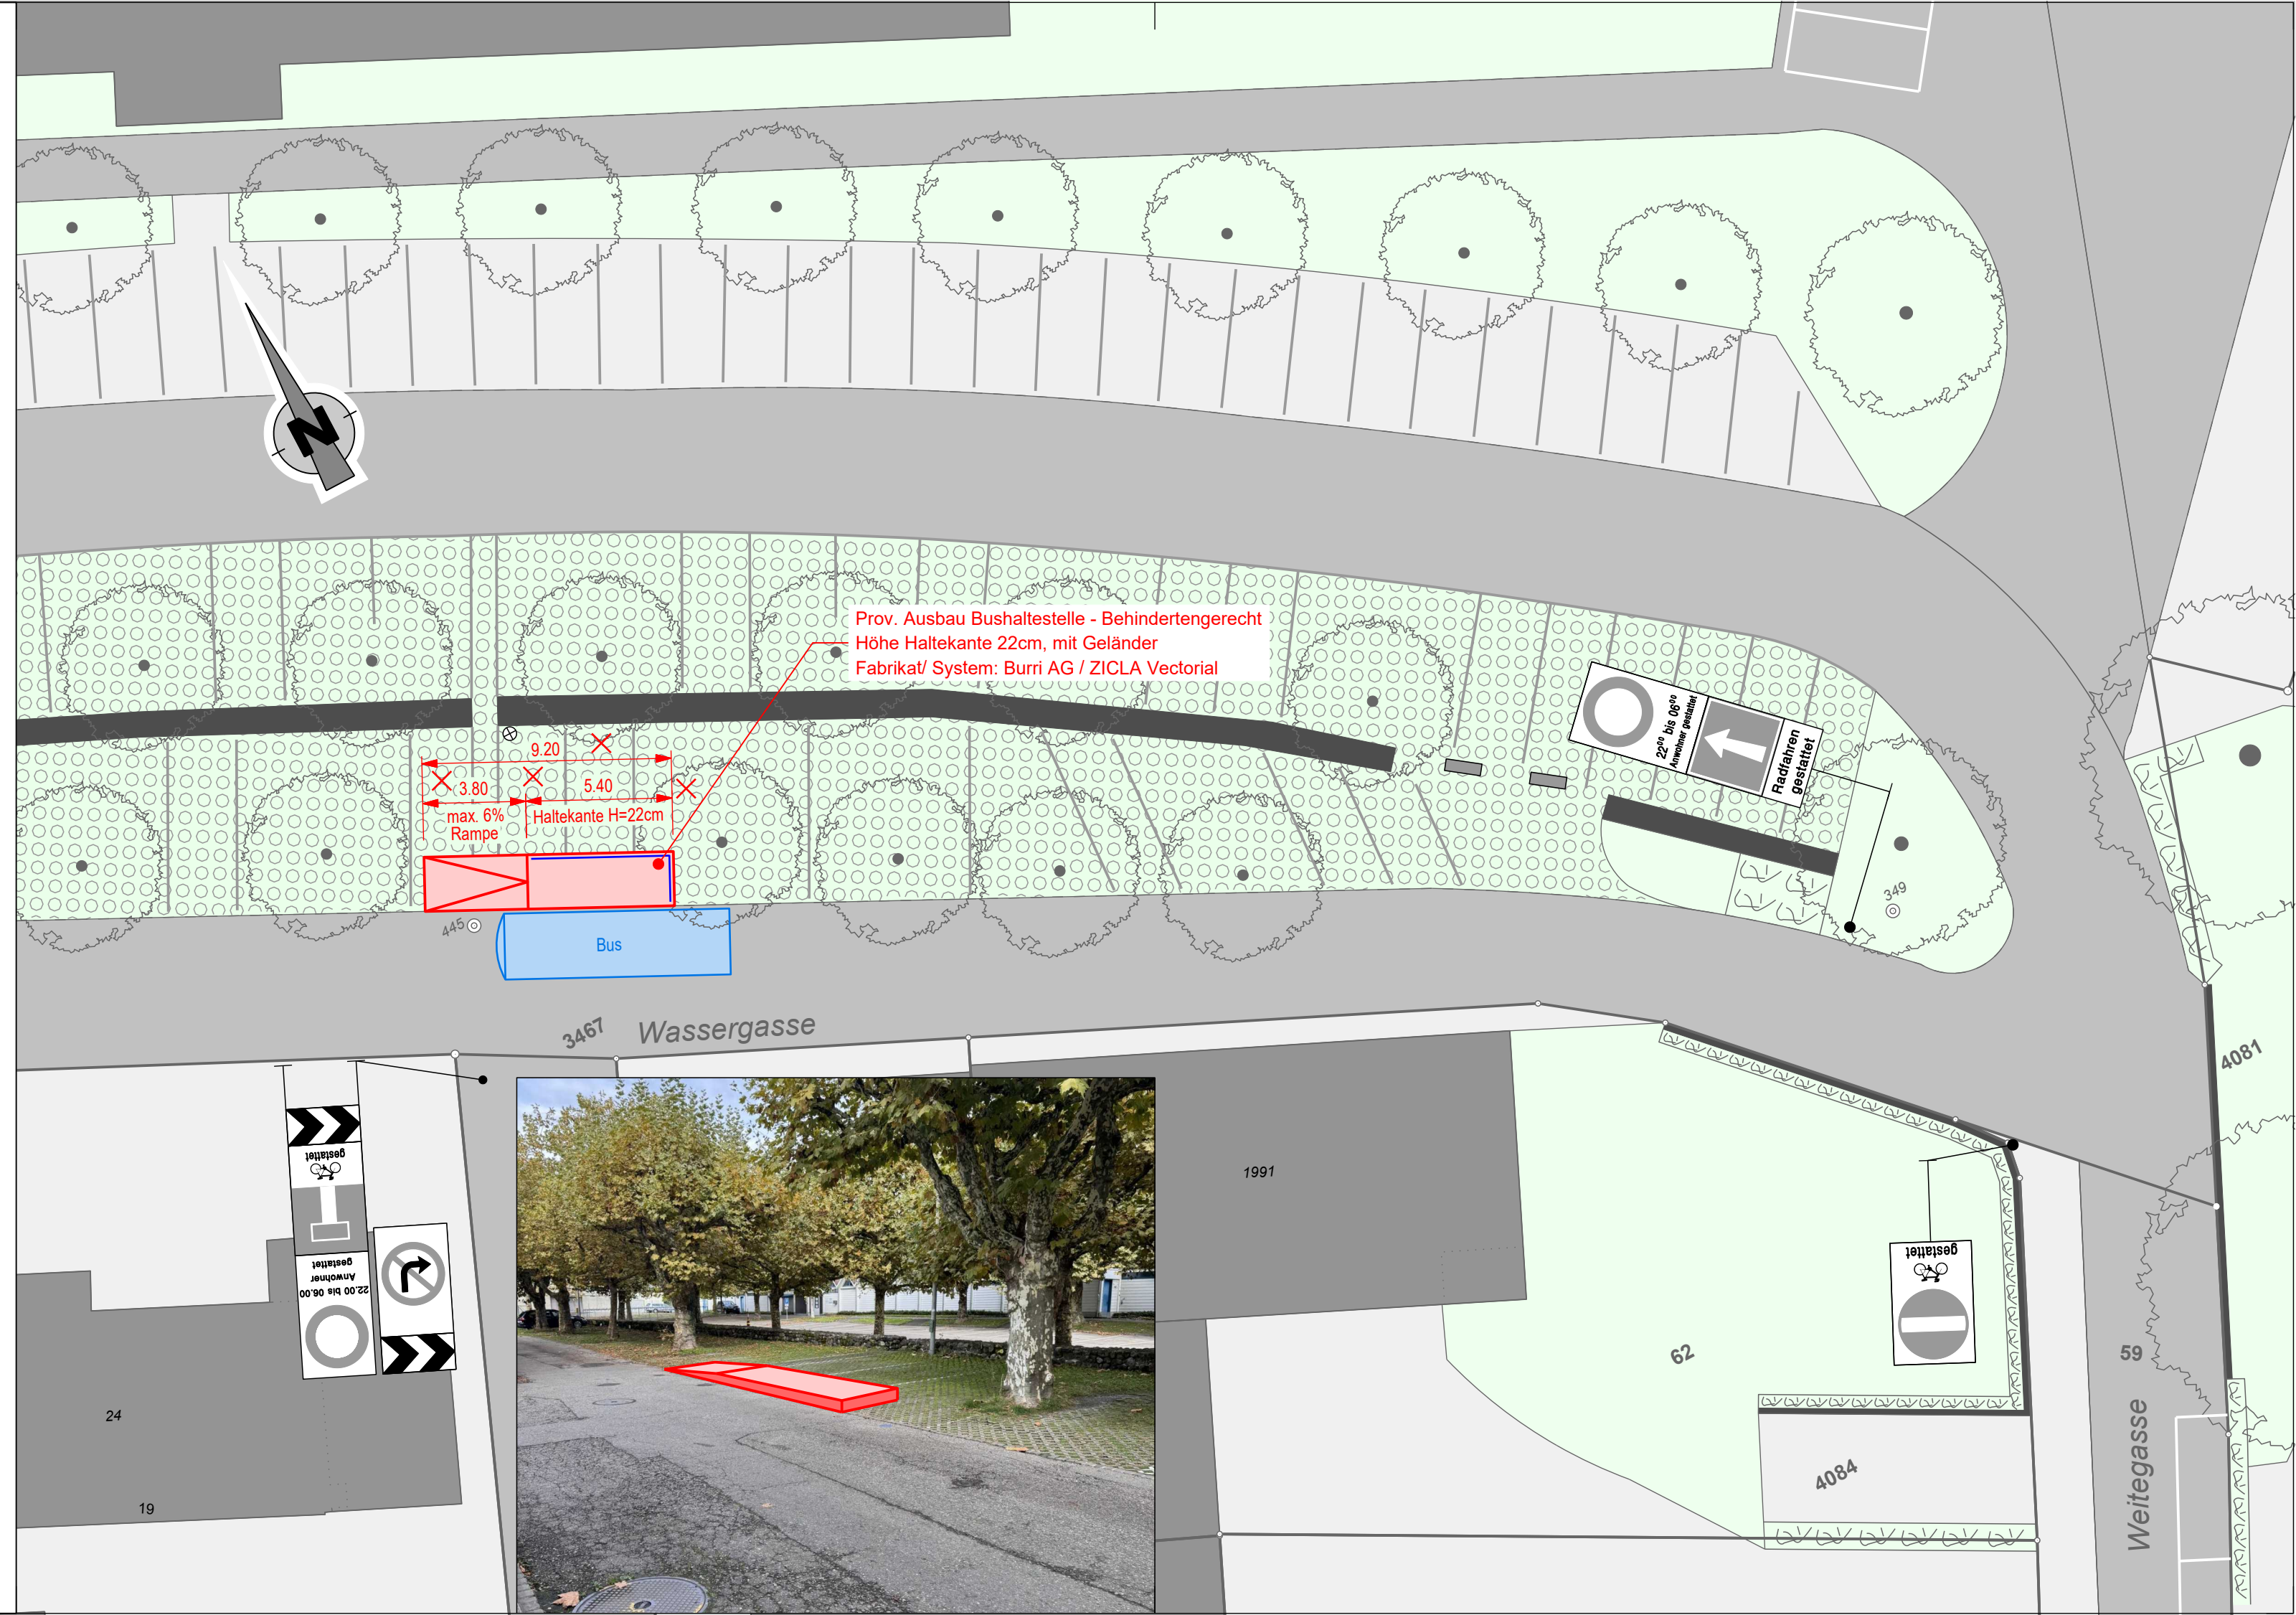 N
Prov. Ausbau Bushaltestelle - Behindertengerecht
Höhe Haltekante 22cm, mit Geländer
Fabrikat/ System: Burri AG / ZICLA Vectorial
9.20
3.80
5.40
max. 6%
Rampe
Haltekante H=22cm
22⁰⁰ bis 06⁰⁰
Anwohner gestattet
Radfahren
gestattet
349
445
Bus
3467
Wassergasse
4081
gestattet
22.00 bis 06.00
Anwohner
gestattet
1991
gestattet
62
59
24
19
4084
Weitegasse